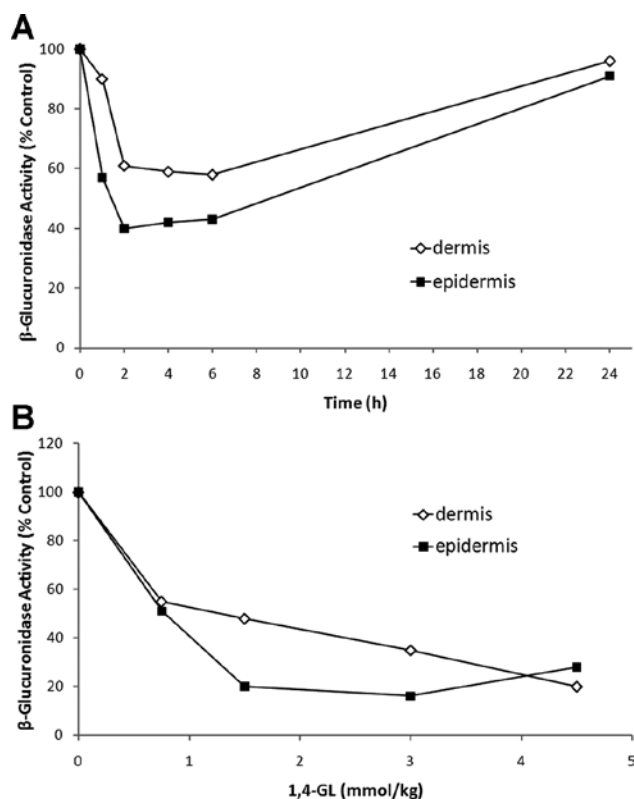 A
β-Glucuronidase Activity (% Control)
100
80
60
40
20
0
dermis
epidermis
0 2 4 6 8 10 12 14 16 18 20 22 24
Time (h)
B
β-Glucuronidase Activity (% Control)
120
100
80
60
40
20
0
dermis
epidermis
0 1 2 3 4 5
1,4-GL (mmol/kg)